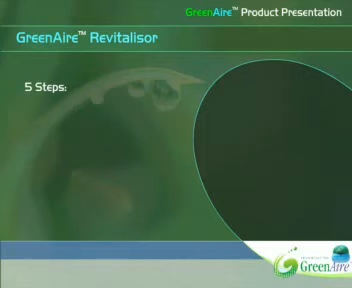 GreenAire™ Product Presentation
GreenAire™ Revitalisor
5 Steps:
GreenAire